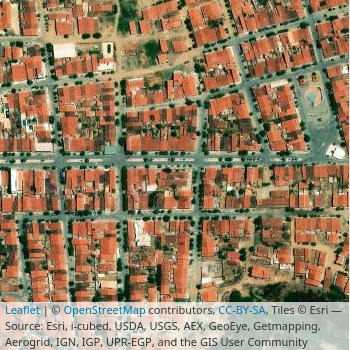 Leaflet | © OpenStreetMap contributors, CC-BY-SA, Tiles © Esri —
Source: Esri, i-cubed, USDA, USGS, AEX, GeoEye, Getmapping,
Aerogrid, IGN, IGP, UPR-EGP, and the GIS User Community